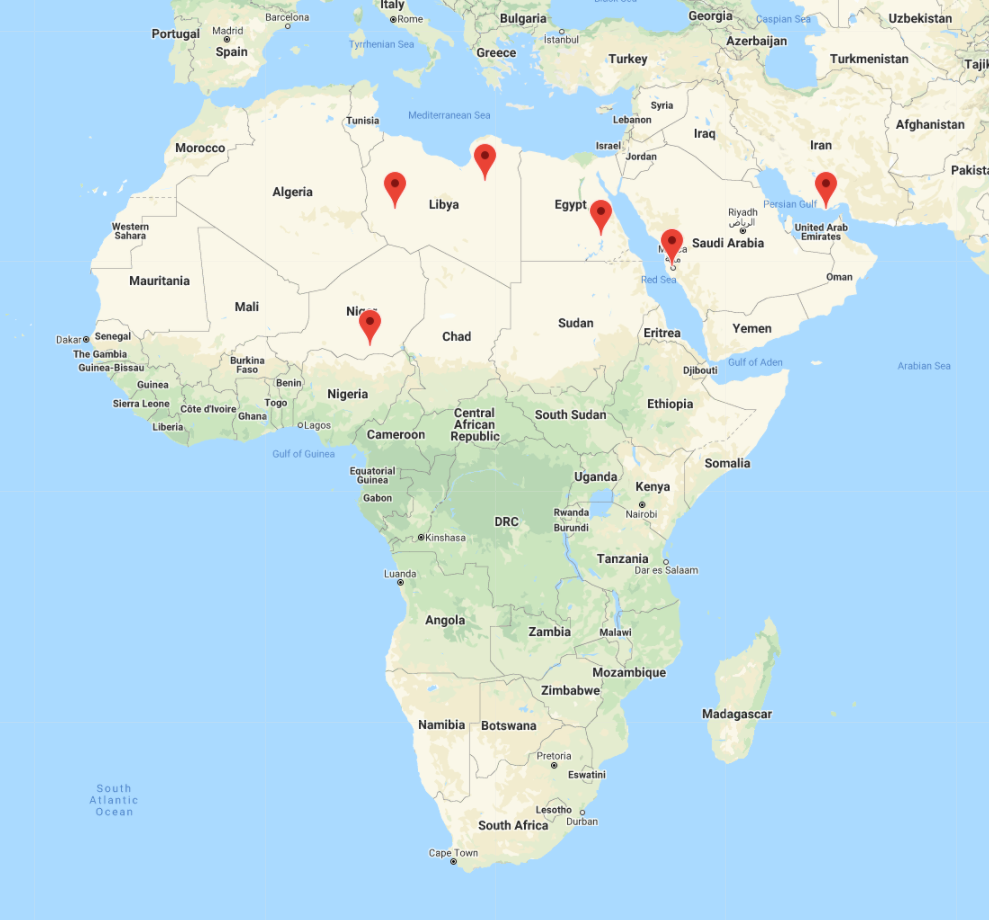 Black Sea
Italy
Rome
Barcelona
Portugal
Madrid
Spain
Bulgaria
Istanbul
Georgia
Caspian Sea
Uzbekistan
Azerbaijan
Turkmenistan
Tajik
Tyrrhenian Sea
Greece
Turkey
Syria
Lebanon
Israel
Jordan
Iraq
Iran
Afghanistan
Pakista
Tunisia
Mediterranean Sea
Morocco
Algeria
Libya
Egypt
Persian Gulf
Riyadh
الرياض
Saudi Arabia
United Arab
Emirates
Western
Sahara
Red Sea
Oman
Mauritania
Mali
Chad
Sudan
Eritrea
Yemen
Dakar
Senegal
The Gambia
Guinea-Bissau
Burkina
Faso
Gulf of Aden
Djibouti
Arabian Sea
Guinea
Benin
Nigeria
Sierra Leone
Côte d'Ivoire
Togo
Ghana
Liberia
Lagos
Cameroon
Central
African
Republic
South Sudan
Ethiopia
Gulf of Guinea
Equatorial
Guinea
Gabon
Uganda
Kenya
Somalia
Nairobi
DRC
Rwanda
Burundi
Kinshasa
Luanda
Tanzania
Dar es Salaam
Angola
Zambia
Malawi
Mozambique
Zimbabwe
Madagascar
Namibia
Botswana
Pretoria
Eswatini
South
Atlantic
Ocean
Lesotho
Durban
South Africa
Cape Town